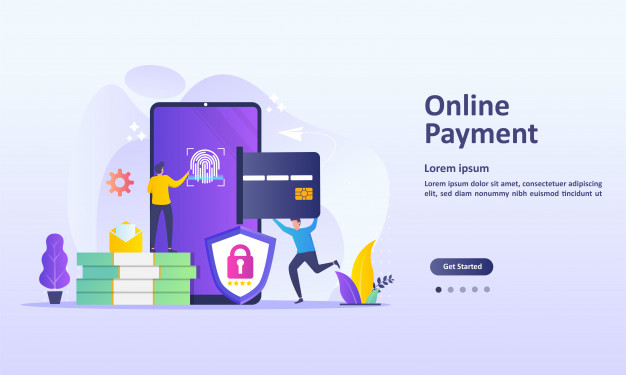 Online
Payment
Lorem ipsum
Lorem ipsum dolor sit amet, consectetuer adipiscing
elit, sed diam nonummy nibh euismod tincidunt ut
Get Started